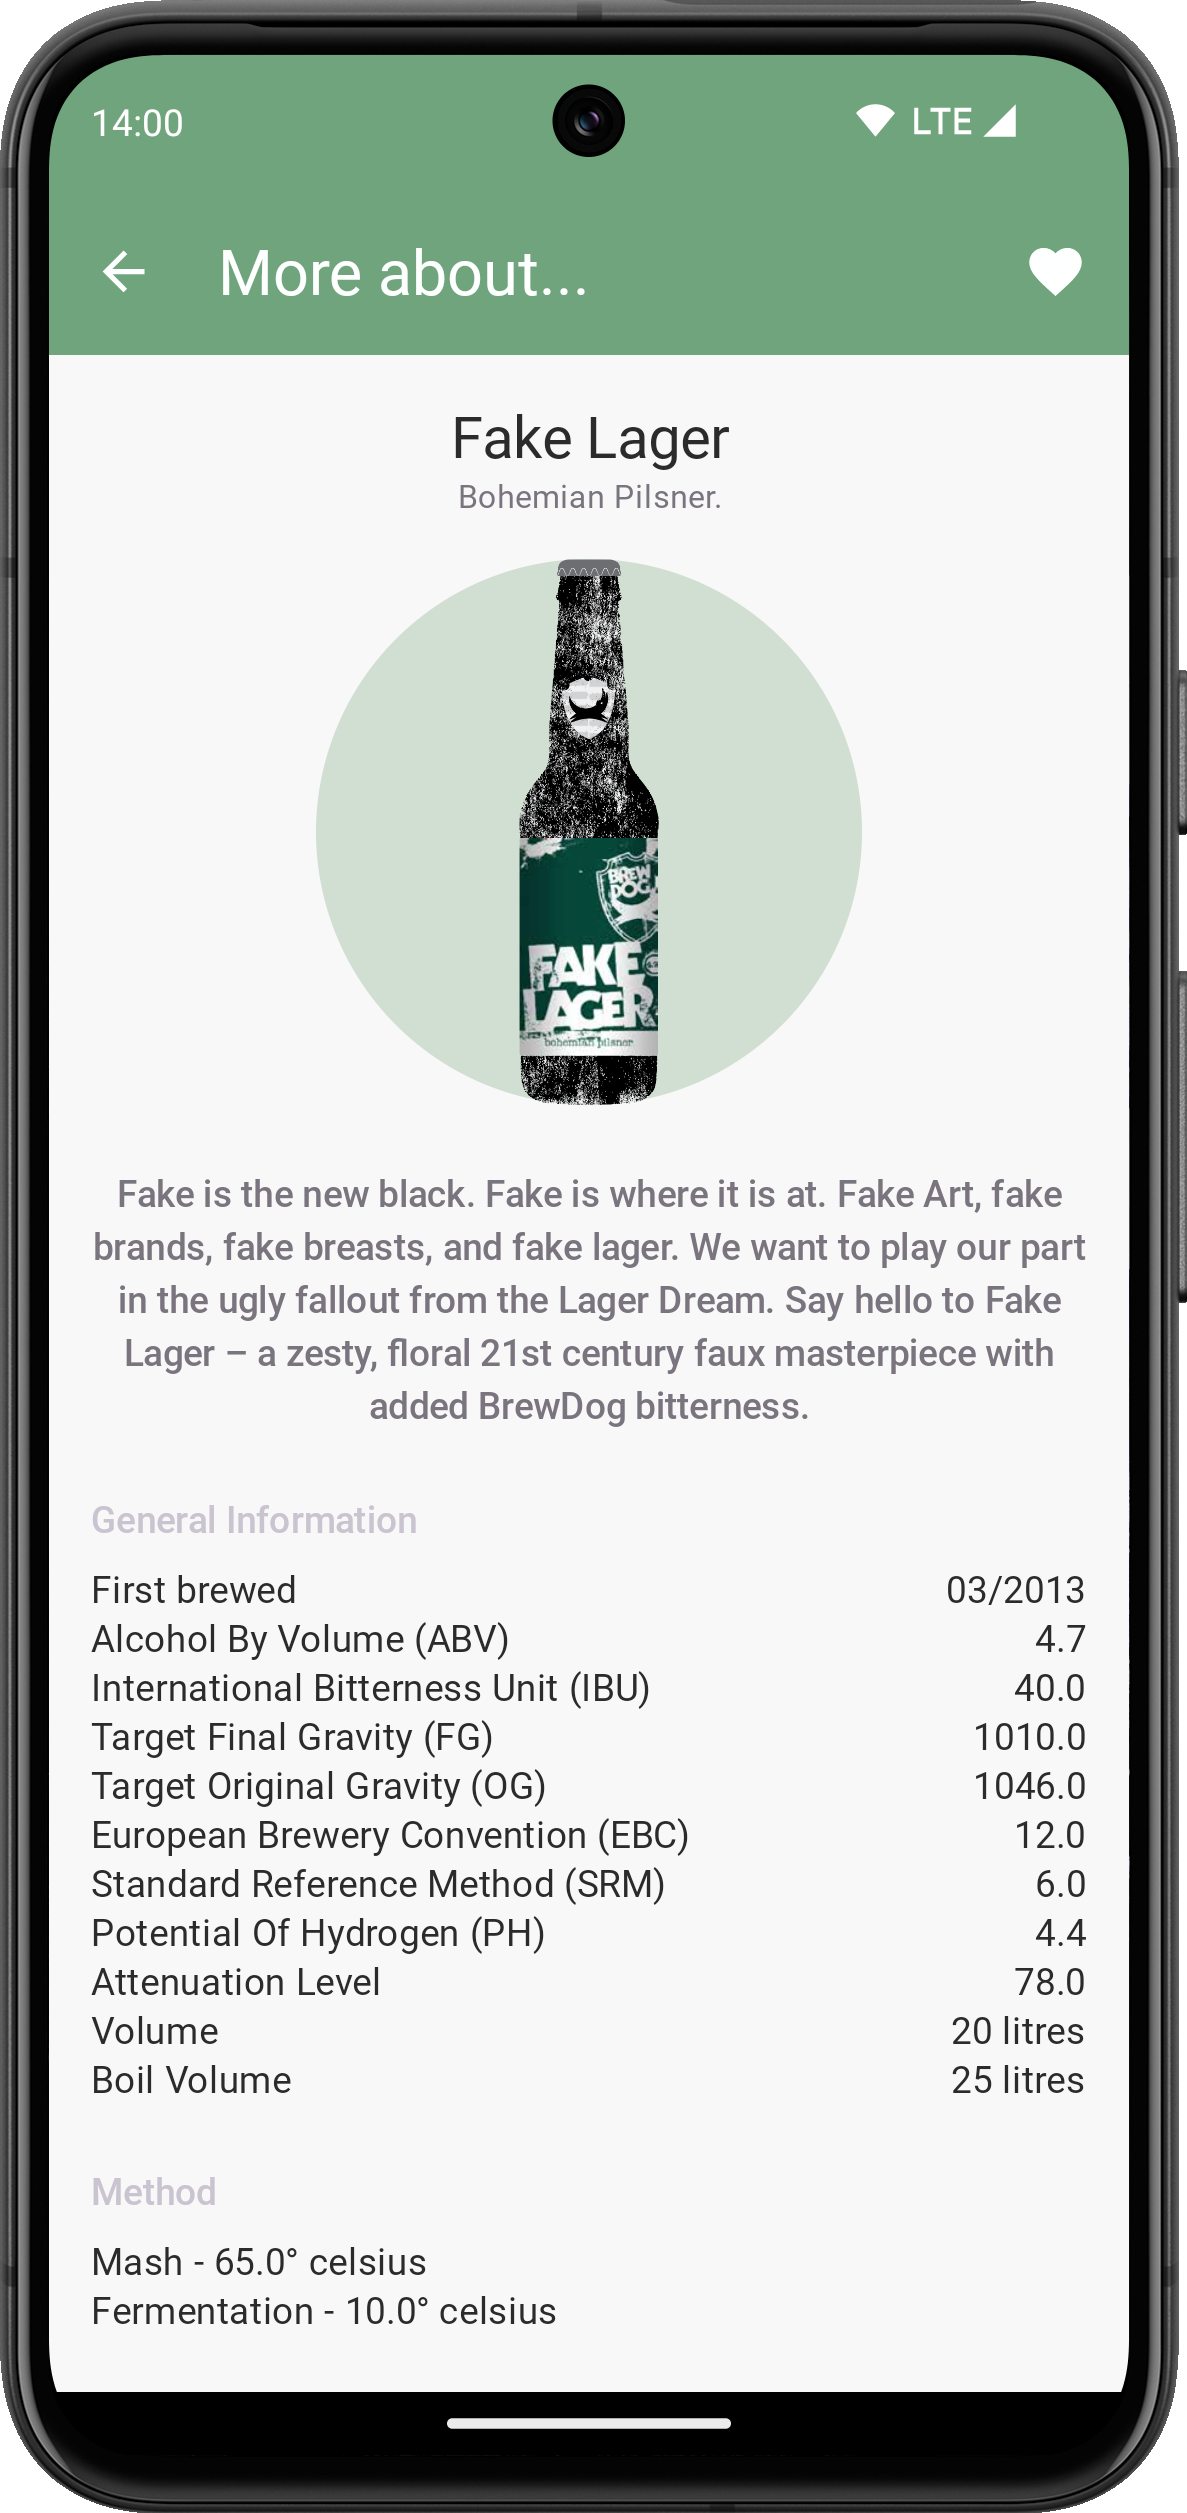 14:00
LTE
More about...
Fake Lager
Bohemian Pilsner.
BREW
DOG
FAKE
LAGER
bohemian pilsner
Fake is the new black. Fake is where it is at. Fake Art, fake
brands, fake breasts, and fake lager. We want to play our part
in the ugly fallout from the Lager Dream. Say hello to Fake
Lager – a zesty, floral 21st century faux masterpiece with
added BrewDog bitterness.
General Information
First brewed 03/2013
Alcohol By Volume (ABV) 4.7
International Bitterness Unit (IBU) 40.0
Target Final Gravity (FG) 1010.0
Target Original Gravity (OG) 1046.0
European Brewery Convention (EBC) 12.0
Standard Reference Method (SRM) 6.0
Potential Of Hydrogen (PH) 4.4
Attenuation Level 78.0
Volume 20 litres
Boil Volume 25 litres
Method
Mash - 65.0° celsius
Fermentation - 10.0° celsius